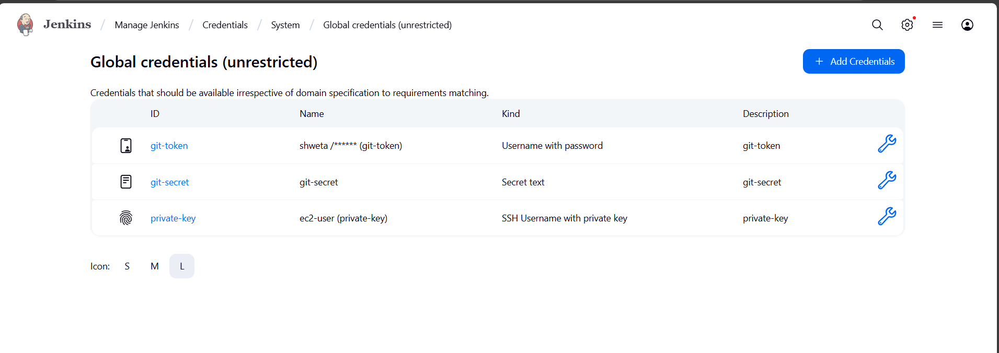 Jenkins / Manage Jenkins / Credentials / System / Global credentials (unrestricted)
Global credentials (unrestricted)
+ Add Credentials
Credentials that should be available irrespective of domain specification to requirements matching.
ID Name Kind Description
git-token shweta /****** (git-token) Username with password git-token
git-secret git-secret Secret text git-secret
private-key ec2-user (private-key) SSH Username with private key private-key
Icon: S M L